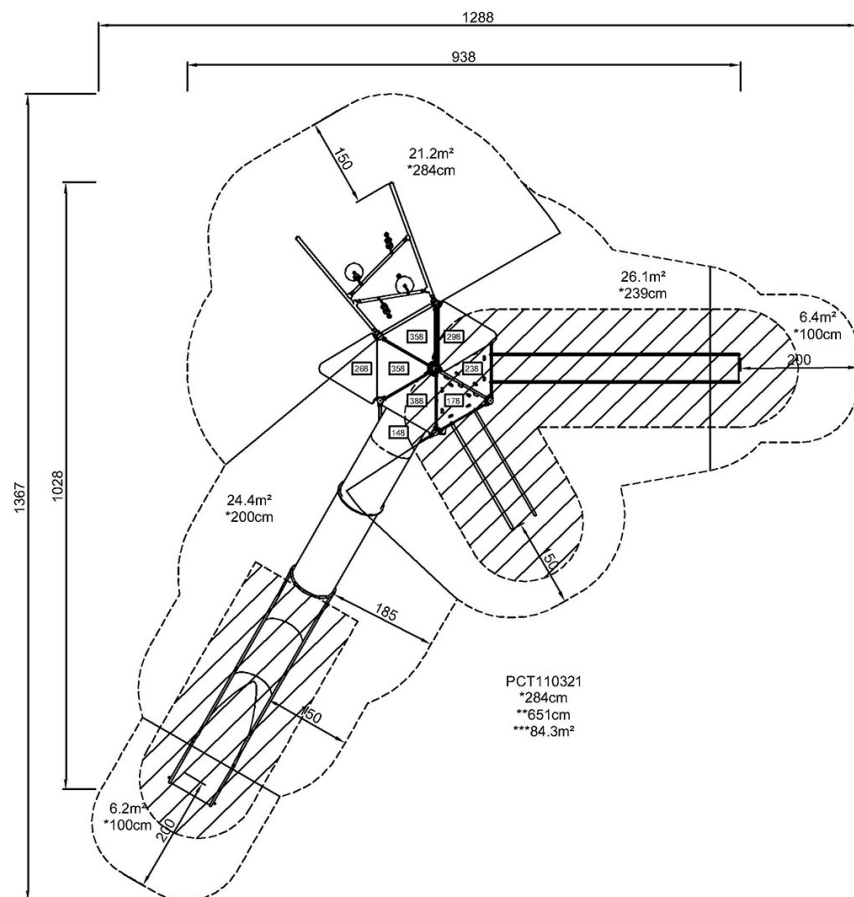 1288
938
21.2m²
*284cm
150
26.1m²
*239cm
6.4m²
*100cm
200
358
298
268
358
238
388
178
148
1367
1028
24.4m²
*200cm
150
185
PCT110321
*284cm
**651cm
***84.3m²
150
6.2m²
*100cm
200